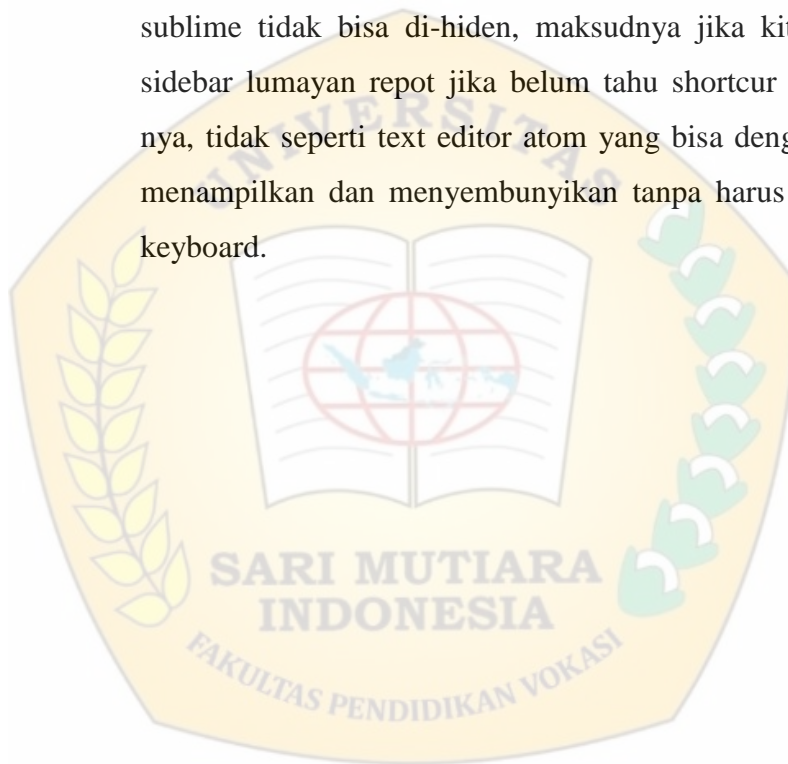 sublime tidak bisa di-hiden, maksudnya jika kit
sidebar lumayan repot jika belum tahu shortcur
nya, tidak seperti text editor atom yang bisa deng
menampilkan dan menyembunyikan tanpa harus
keyboard.
UNIVERSITAS
SARI MUTIARA
INDONESIA
FAKULTAS PENDIDIKAN VOKASI